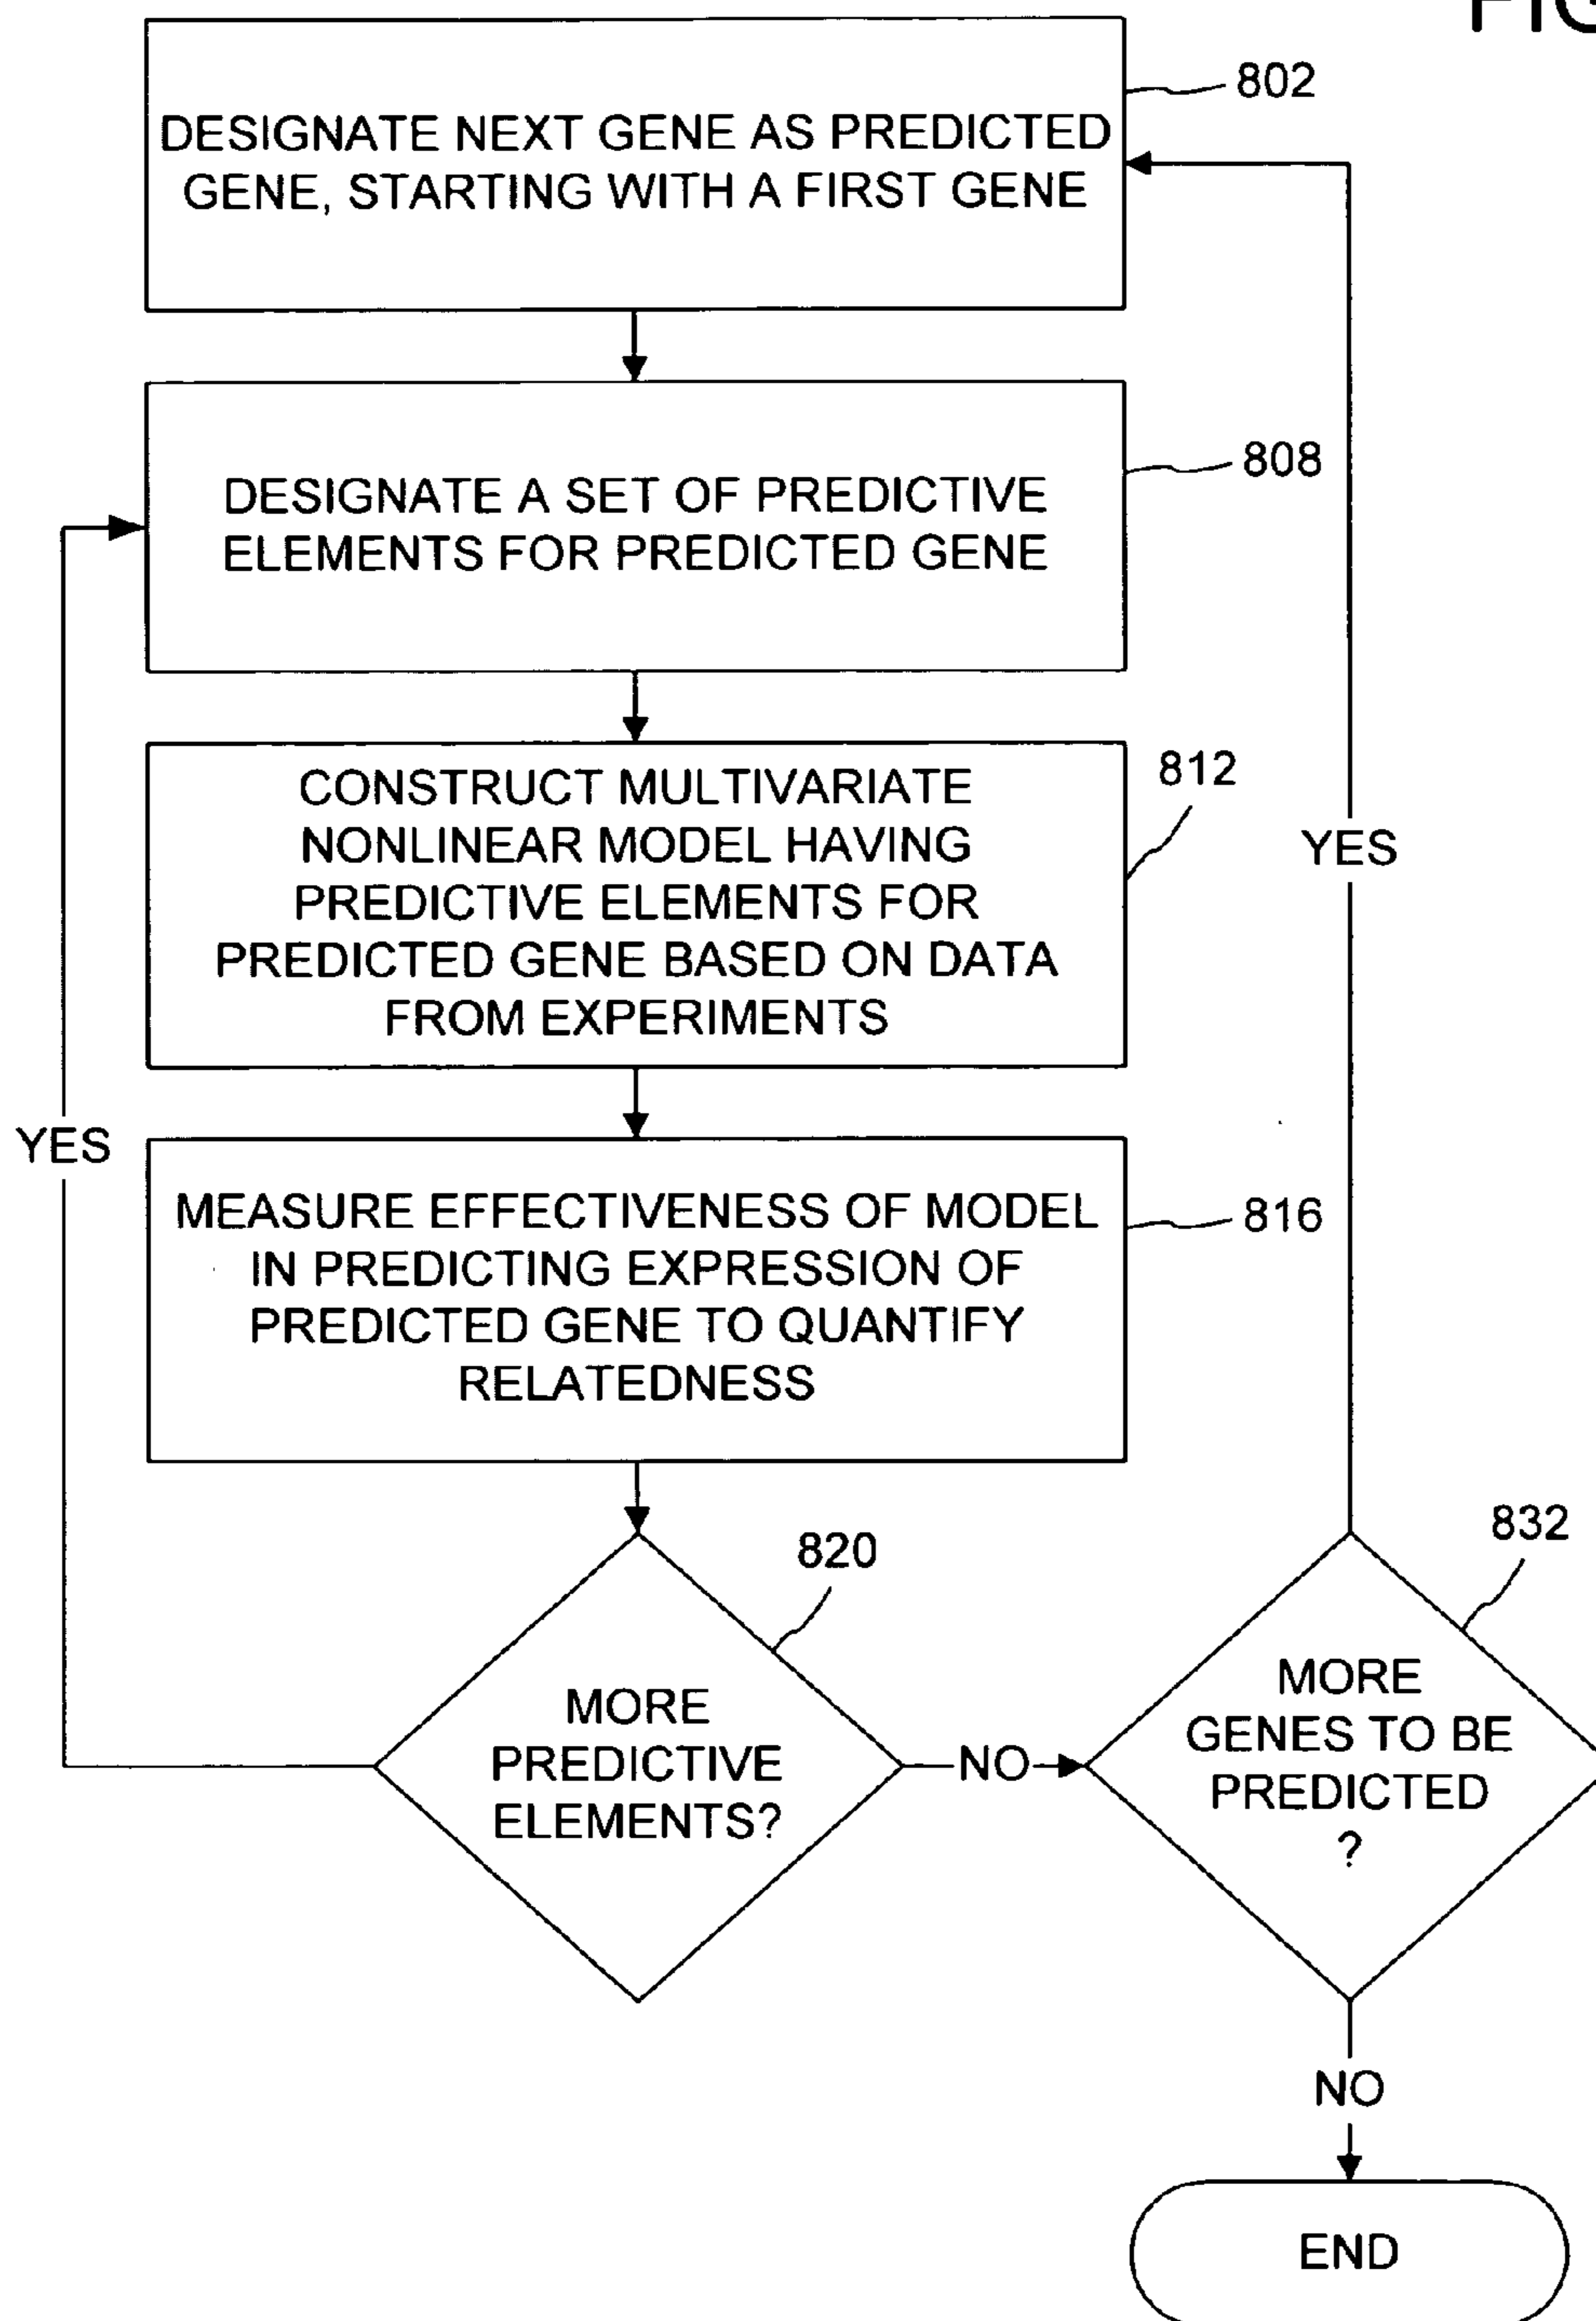 FIG
802
DESIGNATE NEXT GENE AS PREDICTED
GENE, STARTING WITH A FIRST GENE
808
DESIGNATE A SET OF PREDICTIVE
ELEMENTS FOR PREDICTED GENE
812
CONSTRUCT MULTIVARIATE
NONLINEAR MODEL HAVING
PREDICTIVE ELEMENTS FOR
PREDICTED GENE BASED ON DATA
FROM EXPERIMENTS
YES
YES
816
MEASURE EFFECTIVENESS OF MODEL
IN PREDICTING EXPRESSION OF
PREDICTED GENE TO QUANTIFY
RELATEDNESS
820
MORE
PREDICTIVE
ELEMENTS?
NO
832
MORE
GENES TO BE
PREDICTED
?
NO
END